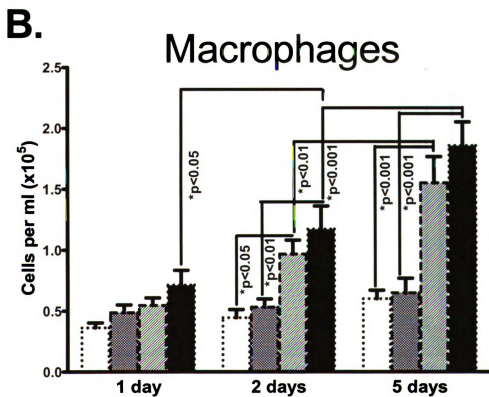 B.
Macrophages
Cells per ml (x10⁵)
2.5
2.0
1.5
1.0
0.5
0.0
*p<0.05
*p<0.05
*p<0.01
*p<0.01
*p<0.001
*p<0.001
*p<0.001
1 day
2 days
5 days